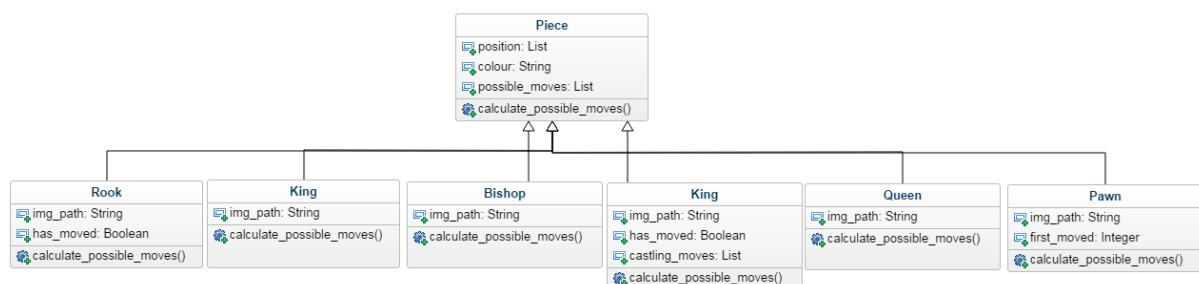 Piece
position: List
colour: String
possible_moves: List
calculate_possible_moves()
Rook
img_path: String
has_moved: Boolean
calculate_possible_moves()
King
img_path: String
calculate_possible_moves()
Bishop
img_path: String
calculate_possible_moves()
King
img_path: String
has_moved: Boolean
castling_moves: List
calculate_possible_moves()
Queen
img_path: String
calculate_possible_moves()
Pawn
img_path: String
first_moved: Integer
calculate_possible_moves()